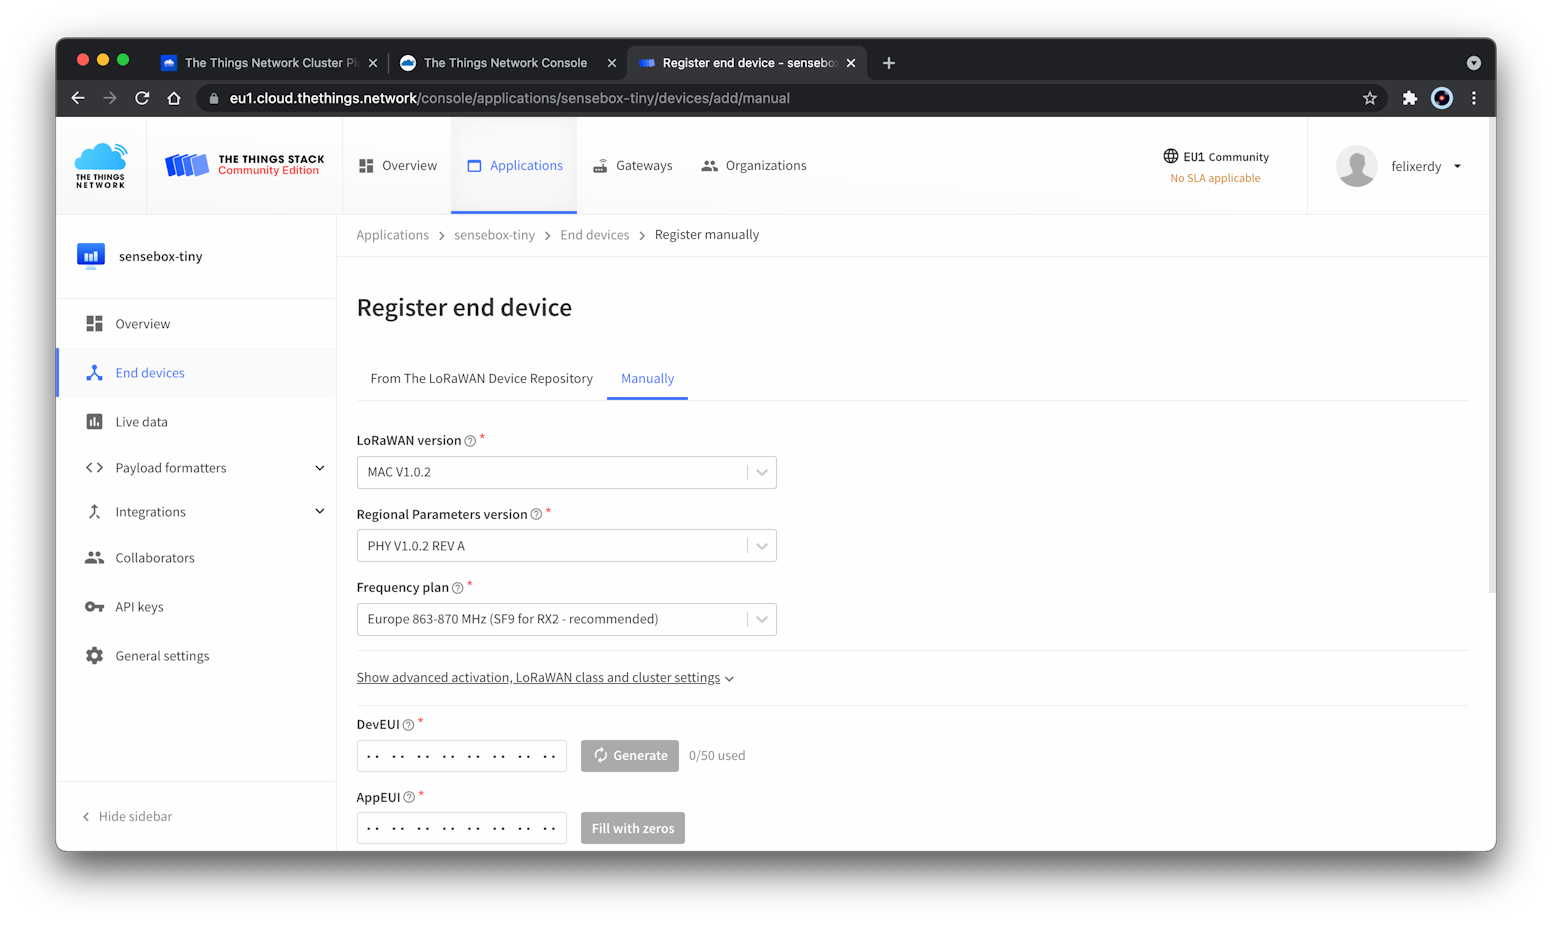 The Things Network Cluster Pi
The Things Network Console
Register end device - sensebo
eu1.cloud.thethings.network/console/applications/sensebox-tiny/devices/add/manual
THE THINGS
NETWORK
THE THINGS STACK
Community Edition
Overview
Applications
Gateways
Organizations
EU1 Community
No SLA applicable
felixerdy
sensebox-tiny
Overview
End devices
Live data
Payload formatters
Integrations
Collaborators
API keys
General settings
Hide sidebar
Applications > sensebox-tiny > End devices > Register manually
Register end device
From The LoRaWAN Device Repository
Manually
LoRaWAN version *
MAC V1.0.2
Regional Parameters version *
PHY V1.0.2 REV A
Frequency plan *
Europe 863-870 MHz (SF9 for RX2 - recommended)
Show advanced activation, LoRaWAN class and cluster settings
DevEUI *
·· ·· ·· ·· ·· ·· ·· ··
Generate
0/50 used
AppEUI *
·· ·· ·· ·· ·· ·· ·· ··
Fill with zeros